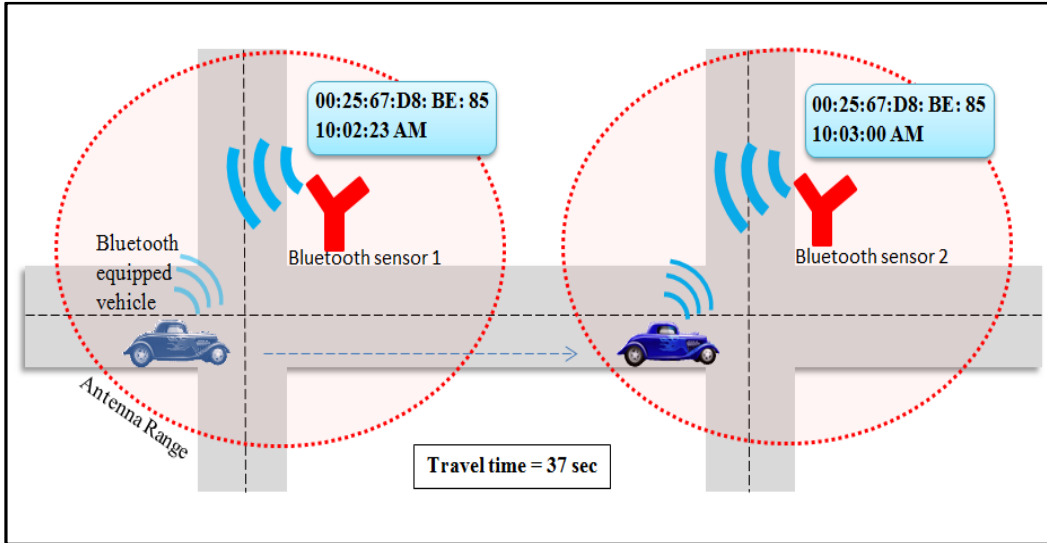 00:25:67:D8: BE: 85
10:02:23 AM
00:25:67:D8: BE: 85
10:03:00 AM
Bluetooth
equipped
vehicle
Bluetooth sensor 1
Bluetooth sensor 2
Antenna Range
Travel time = 37 sec